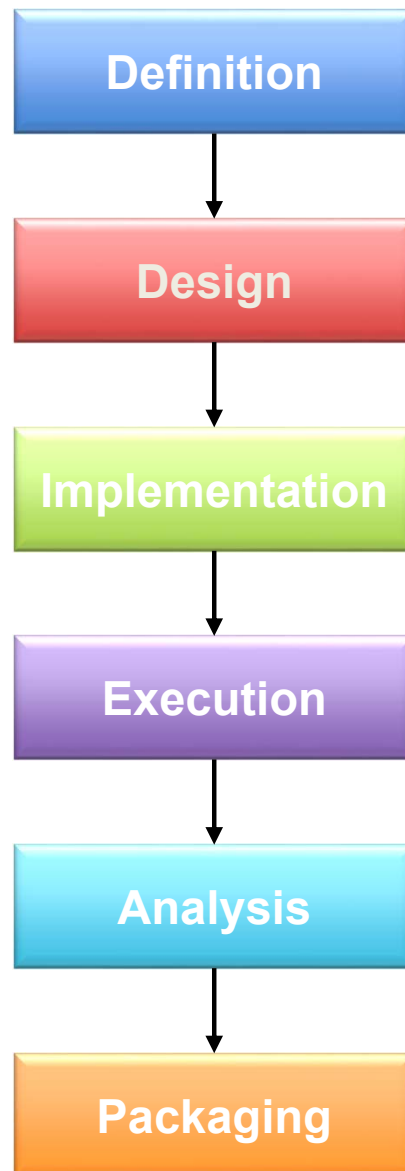 Definition
Design
Implementation
Execution
Analysis
Packaging